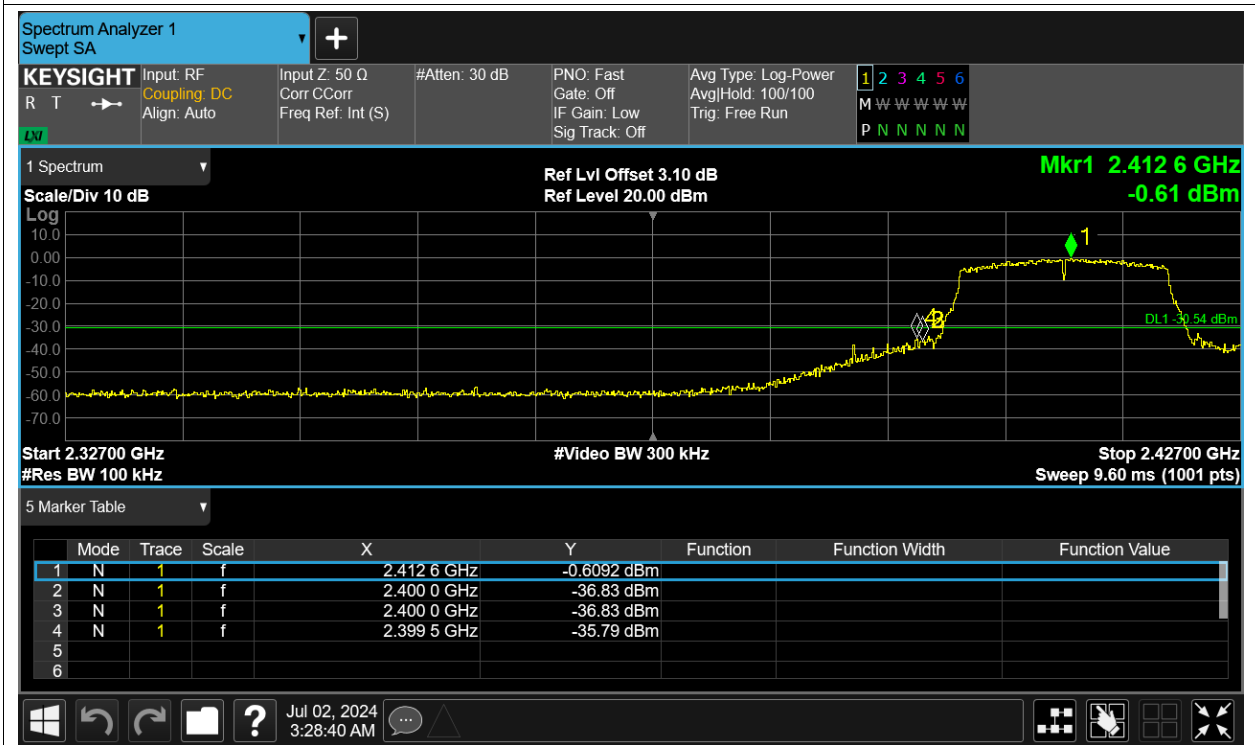 Spectrum Analyzer 1
Swept SA
KEYSIGHT
R T
LXI
Input: RF
Coupling: DC
Align: Auto
Input Z: 50 Ω
Corr CCorr
Freq Ref: Int (S)
#Atten: 30 dB
PNO: Fast
Gate: Off
IF Gain: Low
Sig Track: Off
Avg Type: Log-Power
Avg|Hold: 100/100
Trig: Free Run
1 2 3 4 5 6
M W W W W W
P N N N N N
1 Spectrum
Scale/Div 10 dB
Ref Lvl Offset 3.10 dB
Ref Level 20.00 dBm
Mkr1 2.412 6 GHz
-0.61 dBm
Log
10.0
0.00
-10.0
-20.0
-30.0
-40.0
-50.0
-60.0
-70.0
1
DL1 -30.54 dBm
Start 2.32700 GHz
#Res BW 100 kHz
#Video BW 300 kHz
Stop 2.42700 GHz
Sweep 9.60 ms (1001 pts)
5 Marker Table
Mode Trace Scale X Y Function Function Width Function Value
1 N 1 f 2.412 6 GHz -0.6092 dBm
2 N 1 f 2.400 0 GHz -36.83 dBm
3 N 1 f 2.400 0 GHz -36.83 dBm
4 N 1 f 2.399 5 GHz -35.79 dBm
5
6
?
Jul 02, 2024
3:28:40 AM